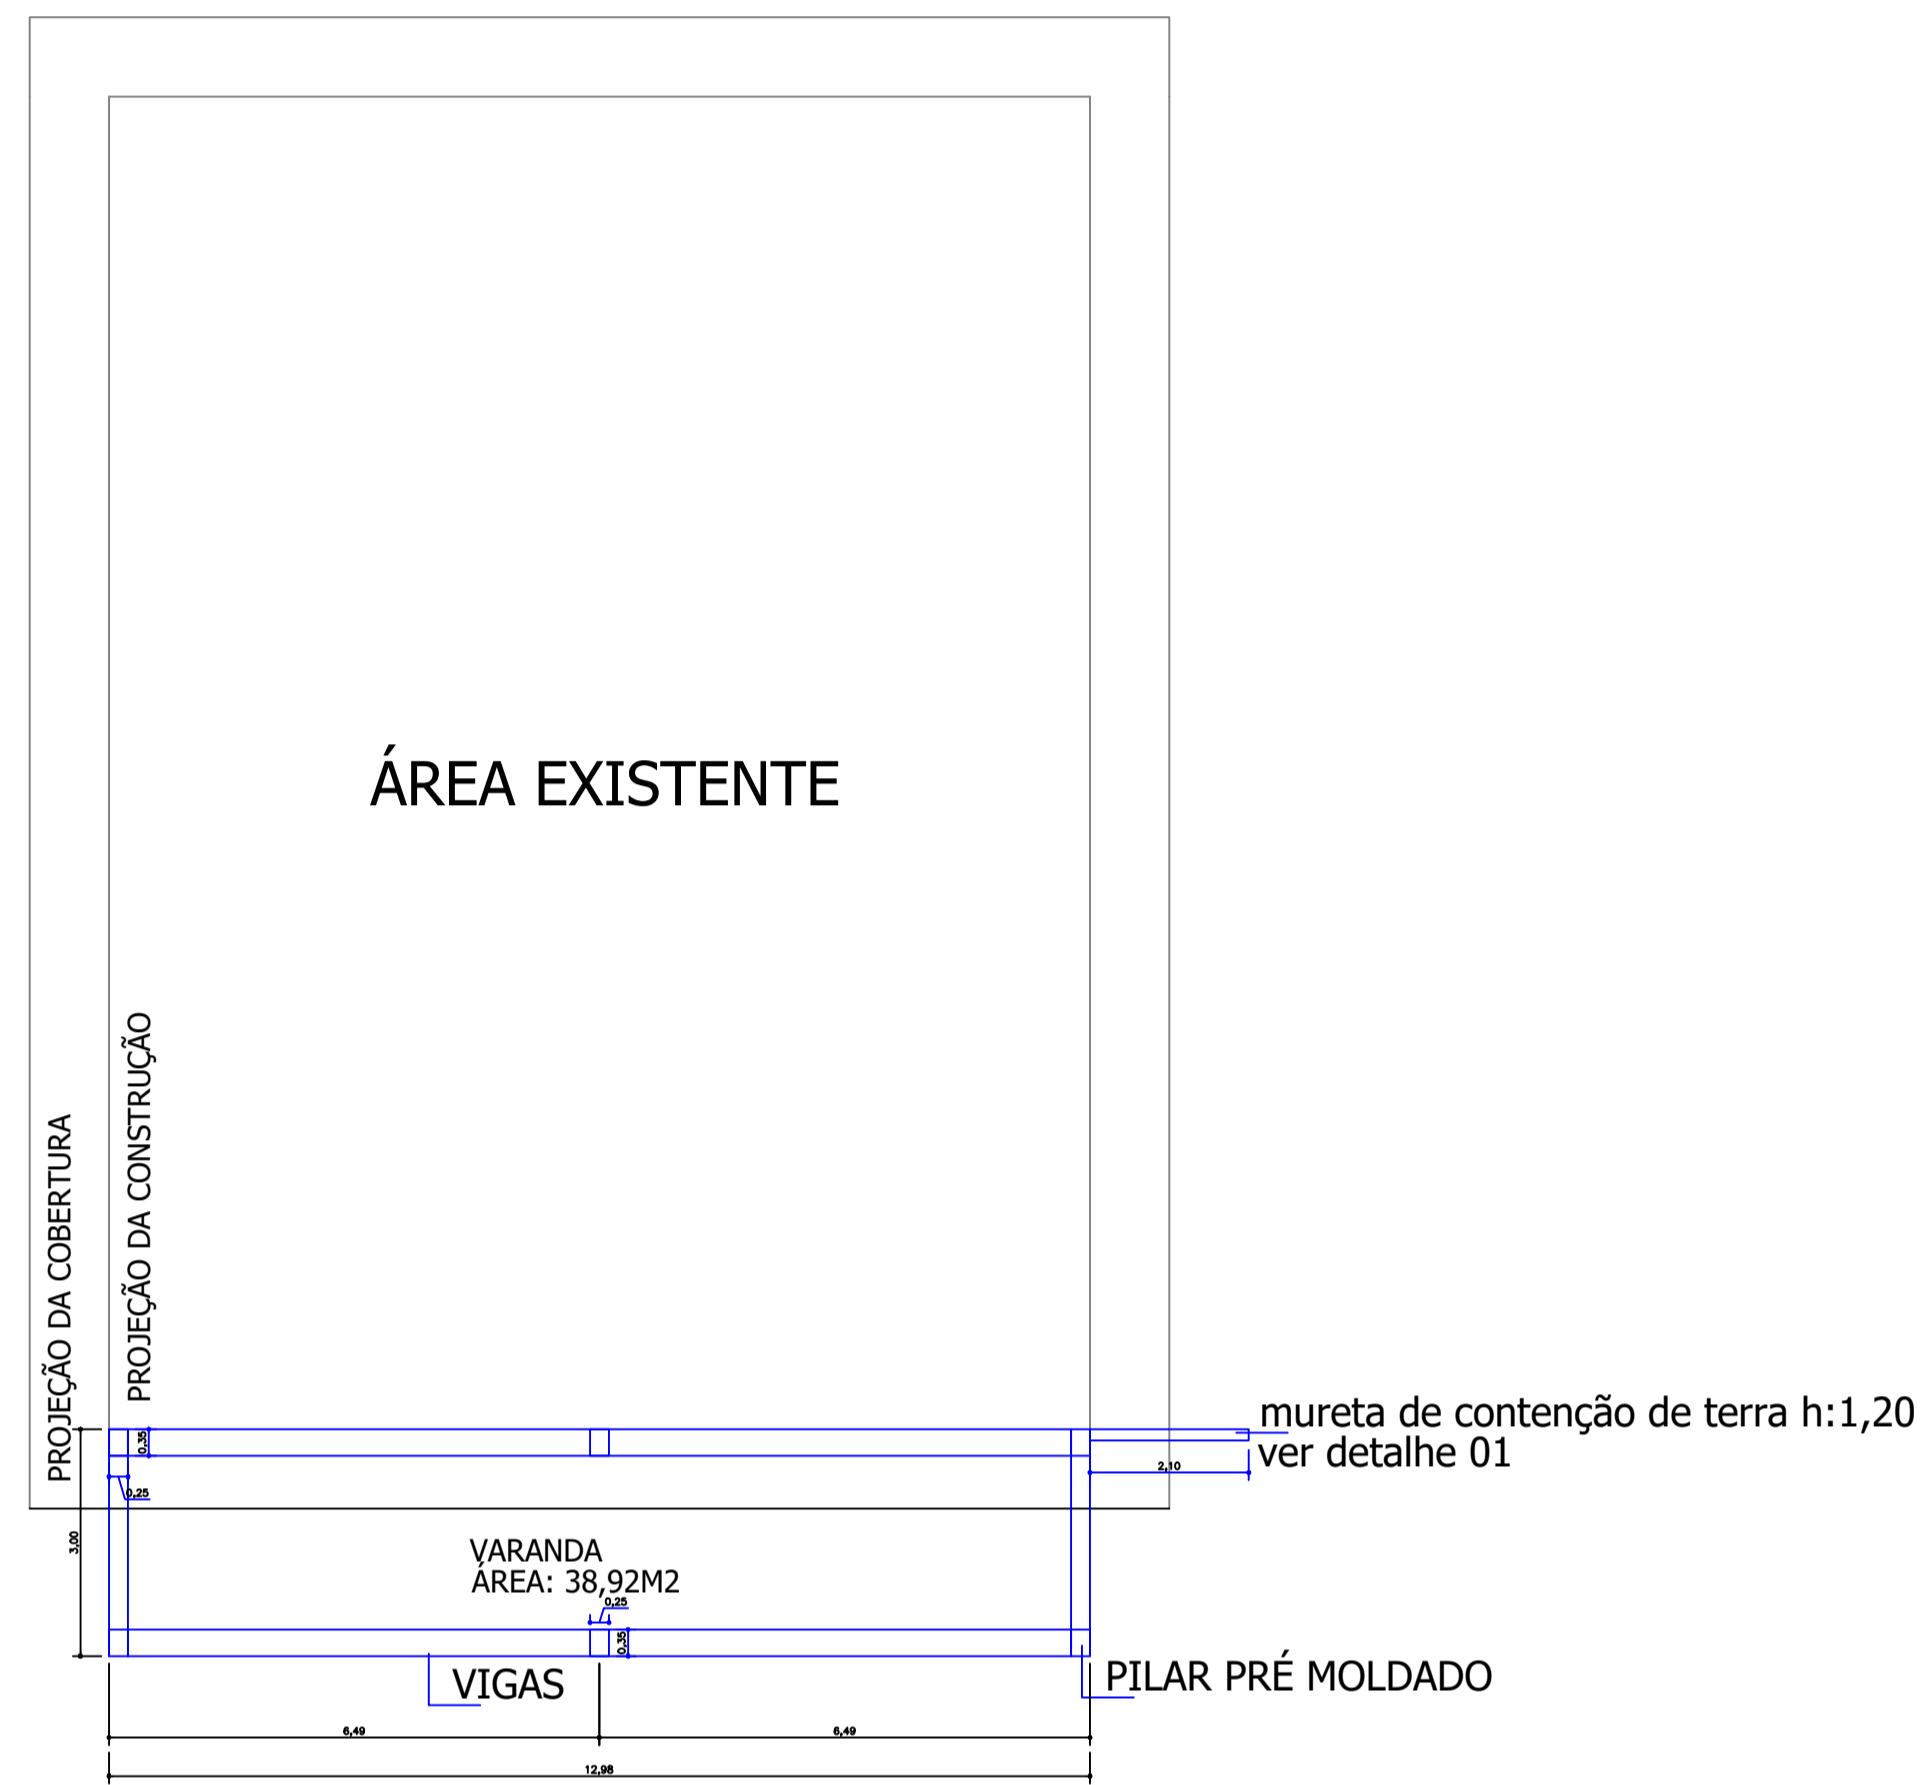 ÁREA EXISTENTE
PROJEÇÃO DA COBERTURA
PROJEÇÃO DA CONSTRUÇÃO
mureta de contenção de terra h:1,20
ver detalhe 01
0,35
2,10
0,25
3,00
VARANDA
ÁREA: 38,92M2
0,25
0,35
VIGAS
PILAR PRÉ MOLDADO
6,49
6,49
12,98